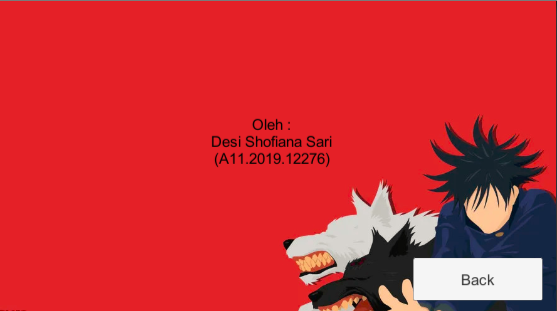 Oleh :
Desi Shofiana Sari
(A11.2019.12276)
Back